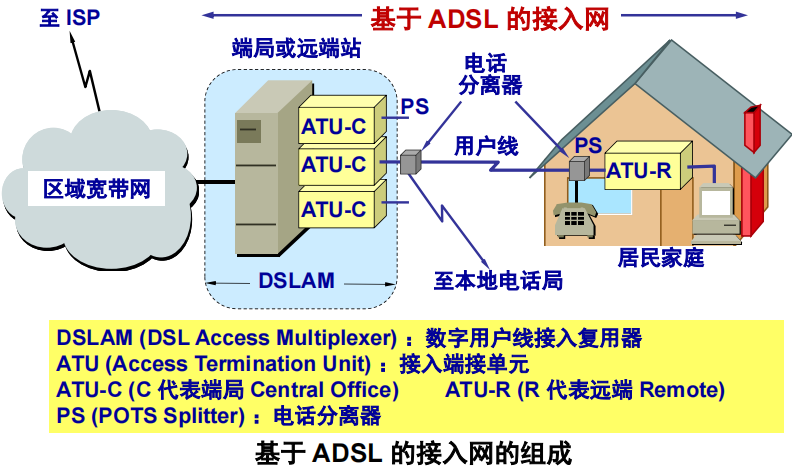 至 ISP
基于 ADSL 的接入网
端局或远端站
电话
分离器
PS
ATU-C
ATU-C
ATU-C
用户线
PS
ATU-R
区域宽带网
居民家庭
DSLAM
至本地电话局
DSLAM (DSL Access Multiplexer) ：数字用户线接入复用器
ATU (Access Termination Unit) ：接入端接单元
ATU-C (C 代表端局 Central Office) ATU-R (R 代表远端 Remote)
PS (POTS Splitter) ：电话分离器
基于 ADSL 的接入网的组成